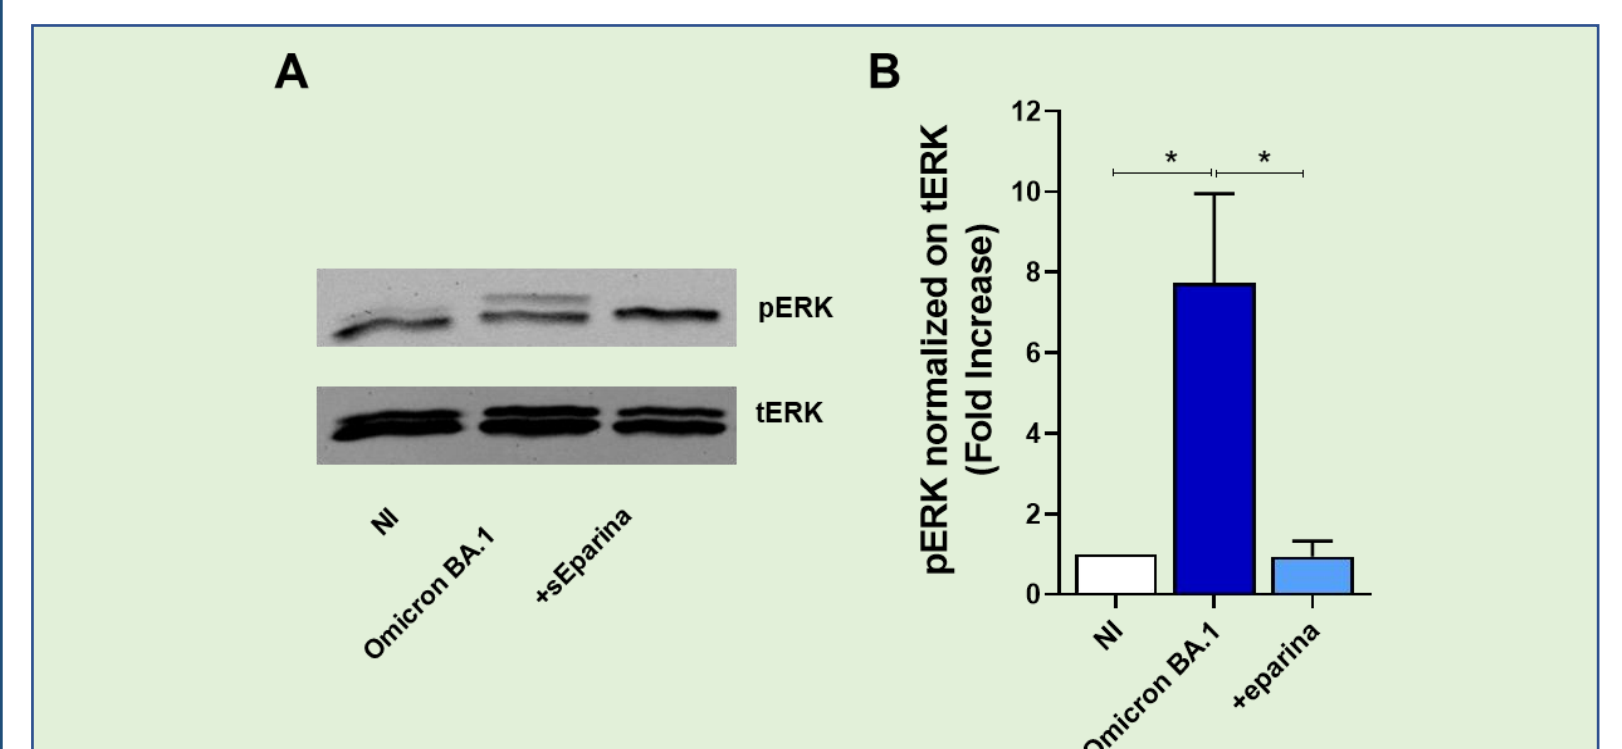 A
pERK
tERK
NI
Omicron BA.1
+sEparina
B
pERK normalized on tERK
(Fold Increase)
12
10
8
6
4
2
0
*
*
NI
Omicron BA.1
+eparina